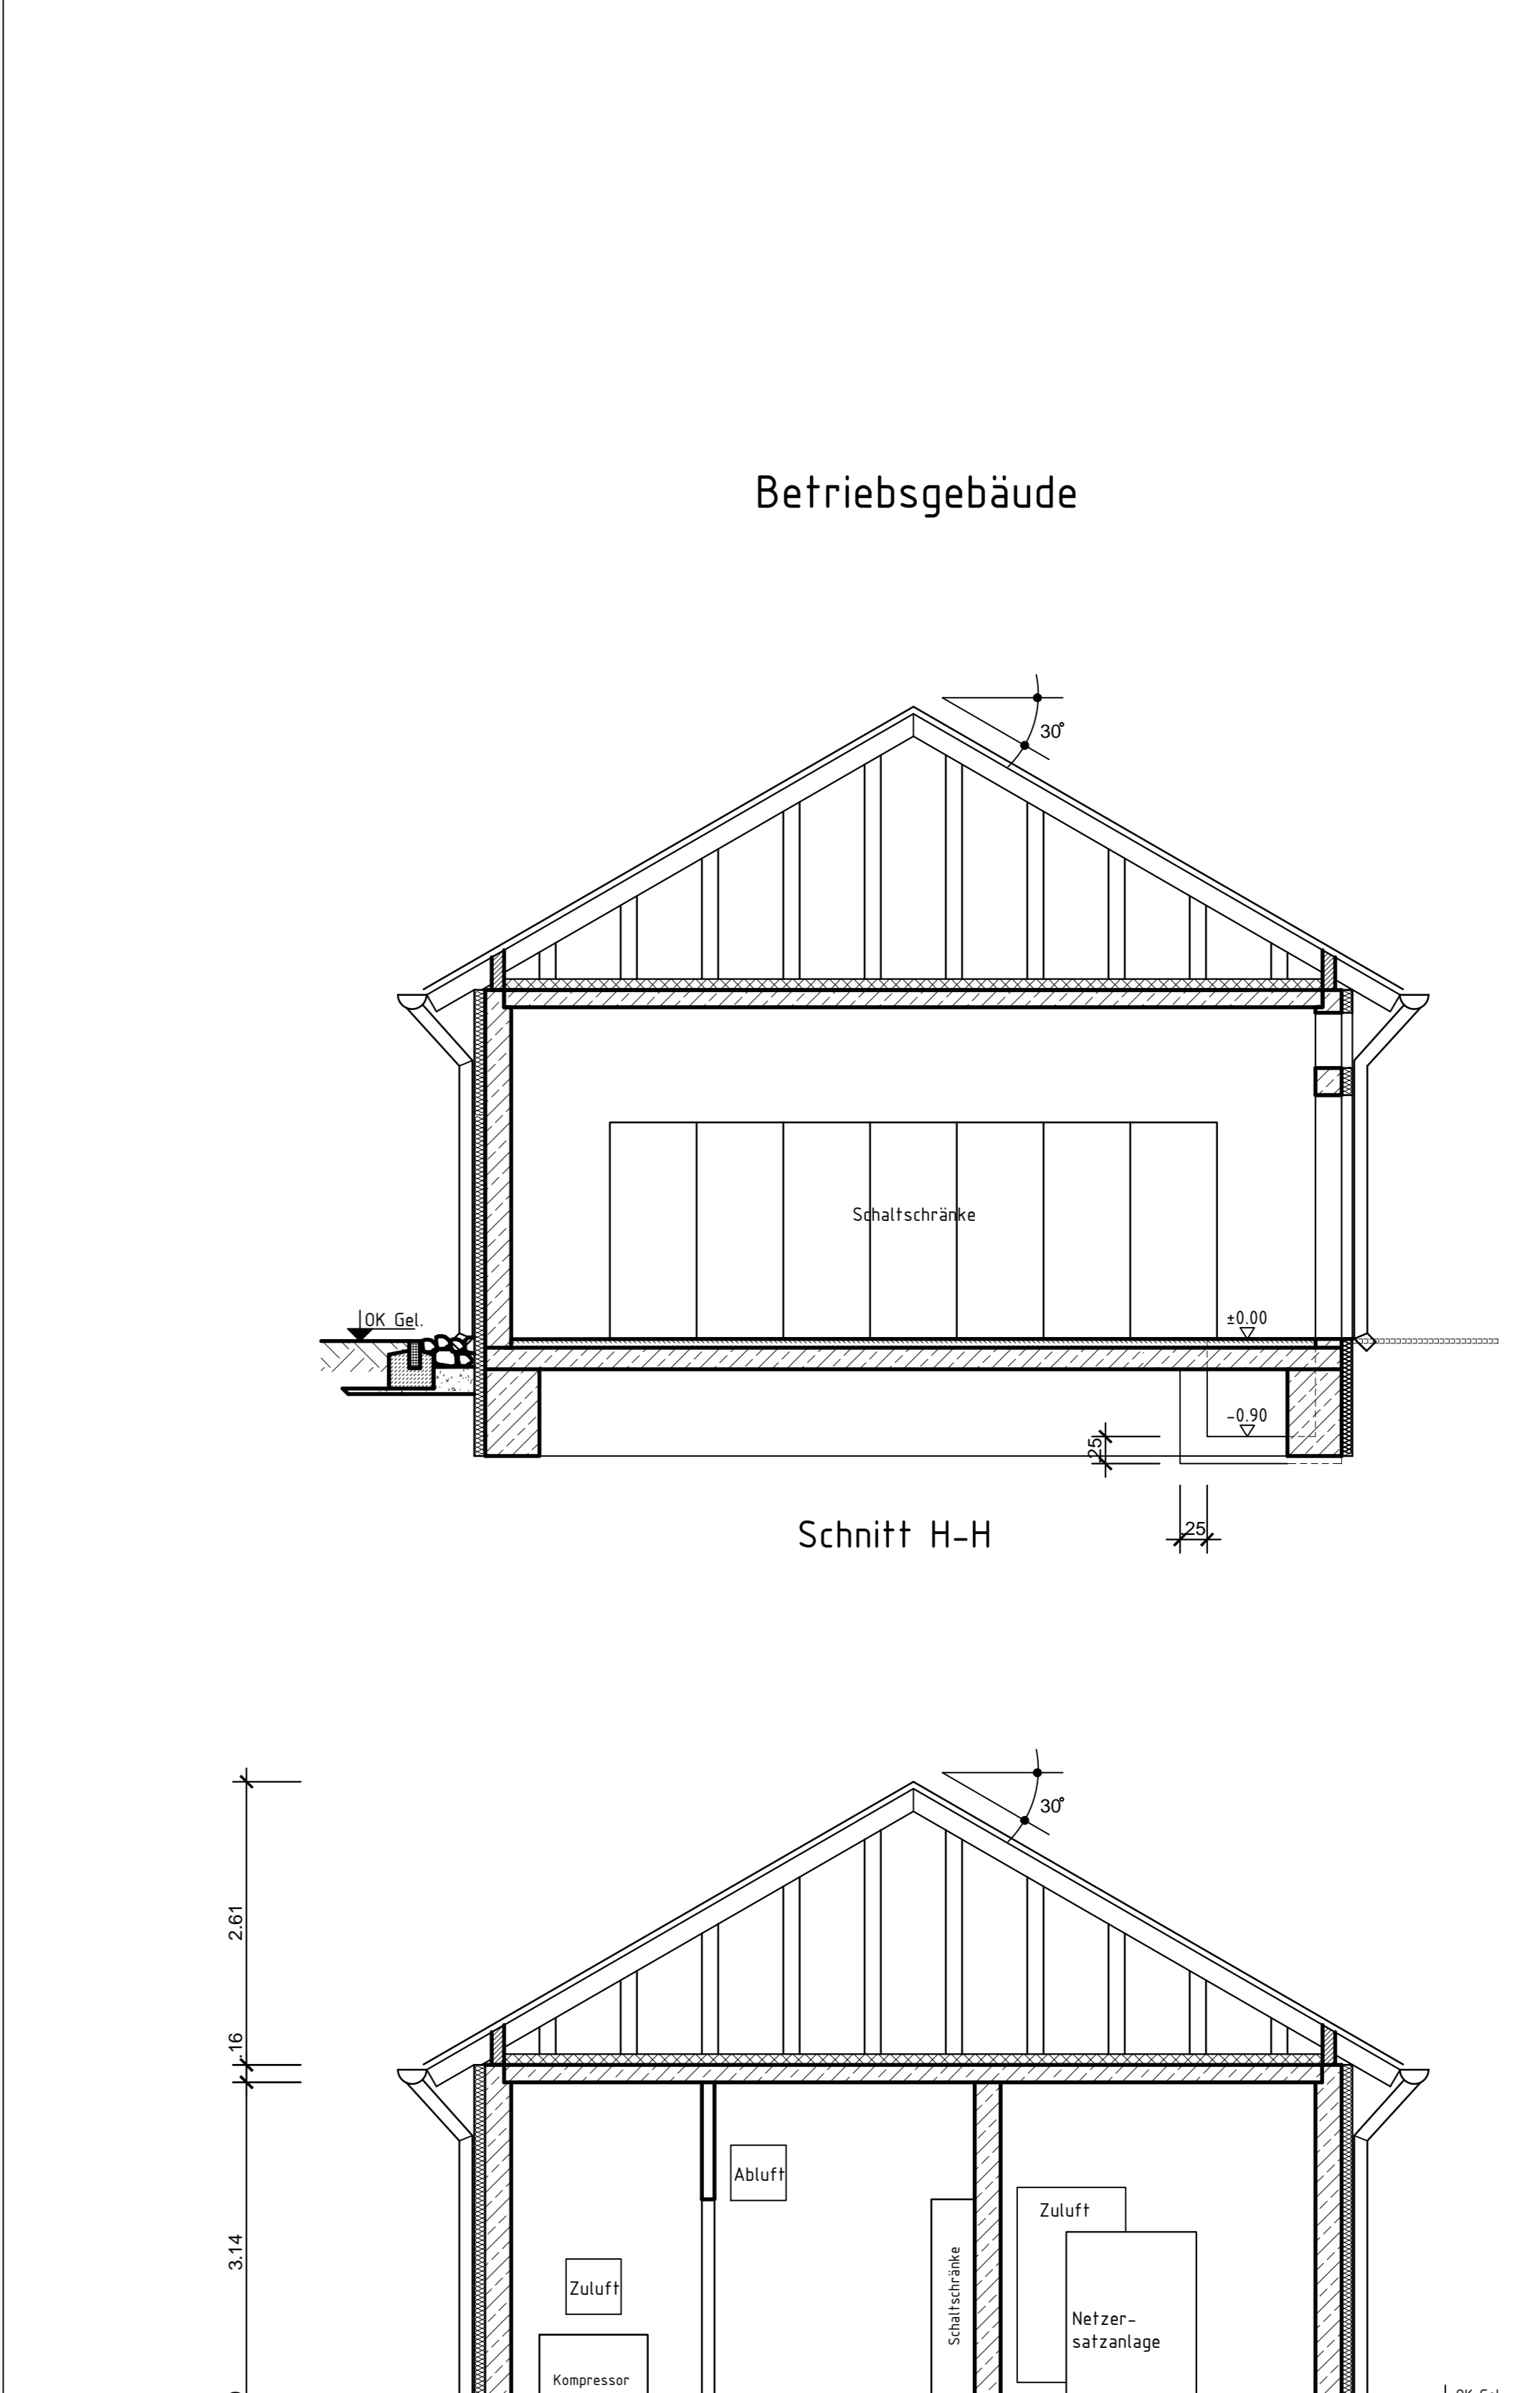 Betriebsgebäude
30°
Schaltschränke
OK Gel.
±0.00
-0.90
25
25
Schnitt H-H
30°
2.61
.16
3.14
Abluft
Zuluft
Zuluft
Schaltschränke
Netzer-
satzanlage
Kompressor